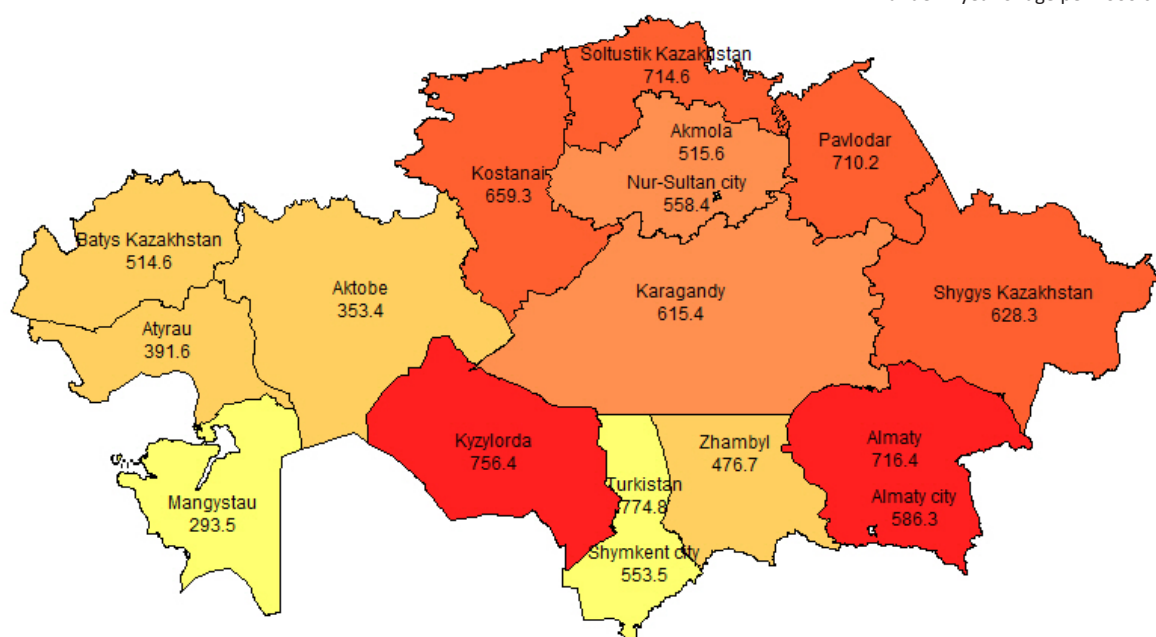 Soltustik Kazakhstan
714.6
Akmola
515.6
Pavlodar
710.2
Kostanai
659.3
Nur-Sultan city
558.4
Batys Kazakhstan
514.6
Aktobe
353.4
Karagandy
615.4
Shygys Kazakhstan
628.3
Atyrau
391.6
Kyzylorda
756.4
Zhambyl
476.7
Almaty
716.4
Turkistan
774.8
Mangystau
293.5
Almaty city
586.3
Shymkent city
553.5